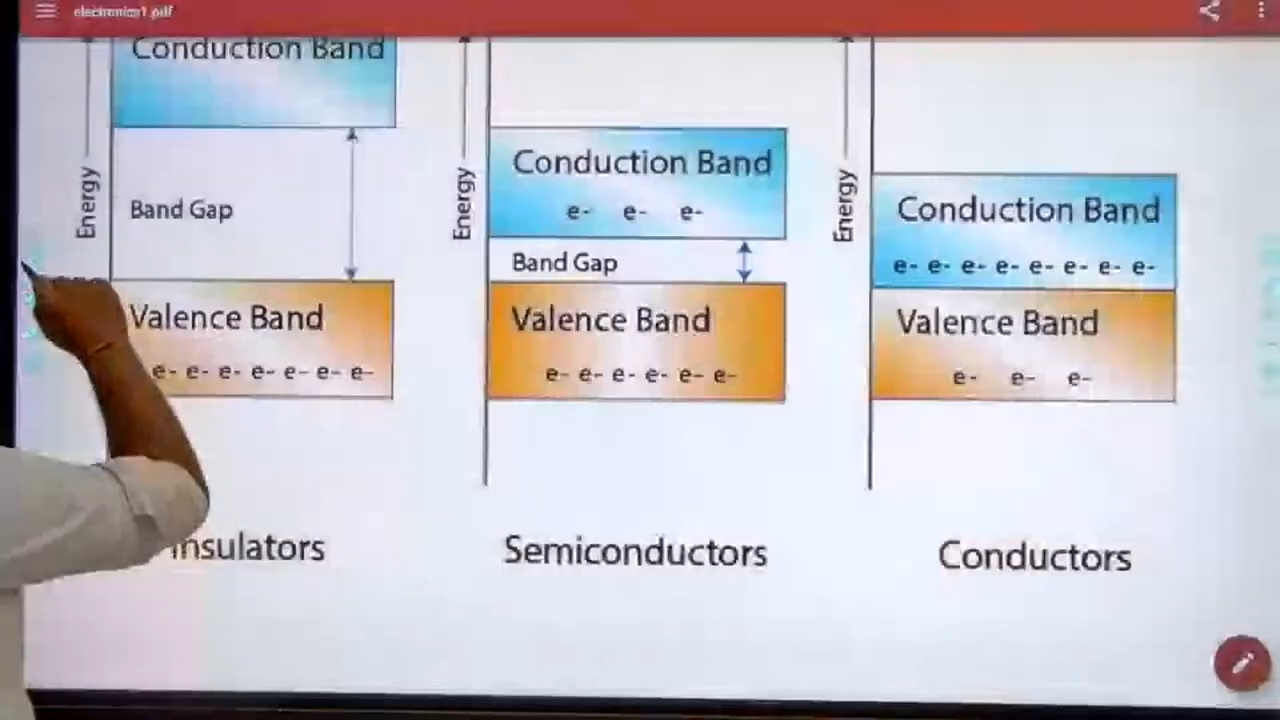 electronics1.pdf
Conduction Band
Energy
Band Gap
Valence Band
e- e- e- e- e- e- e-
Insulators
Energy
Conduction Band
e- e- e-
Band Gap
Valence Band
e- e- e- e- e- e-
Semiconductors
Energy
Conduction Band
e- e- e- e- e- e- e- e-
Valence Band
e- e- e-
Conductors